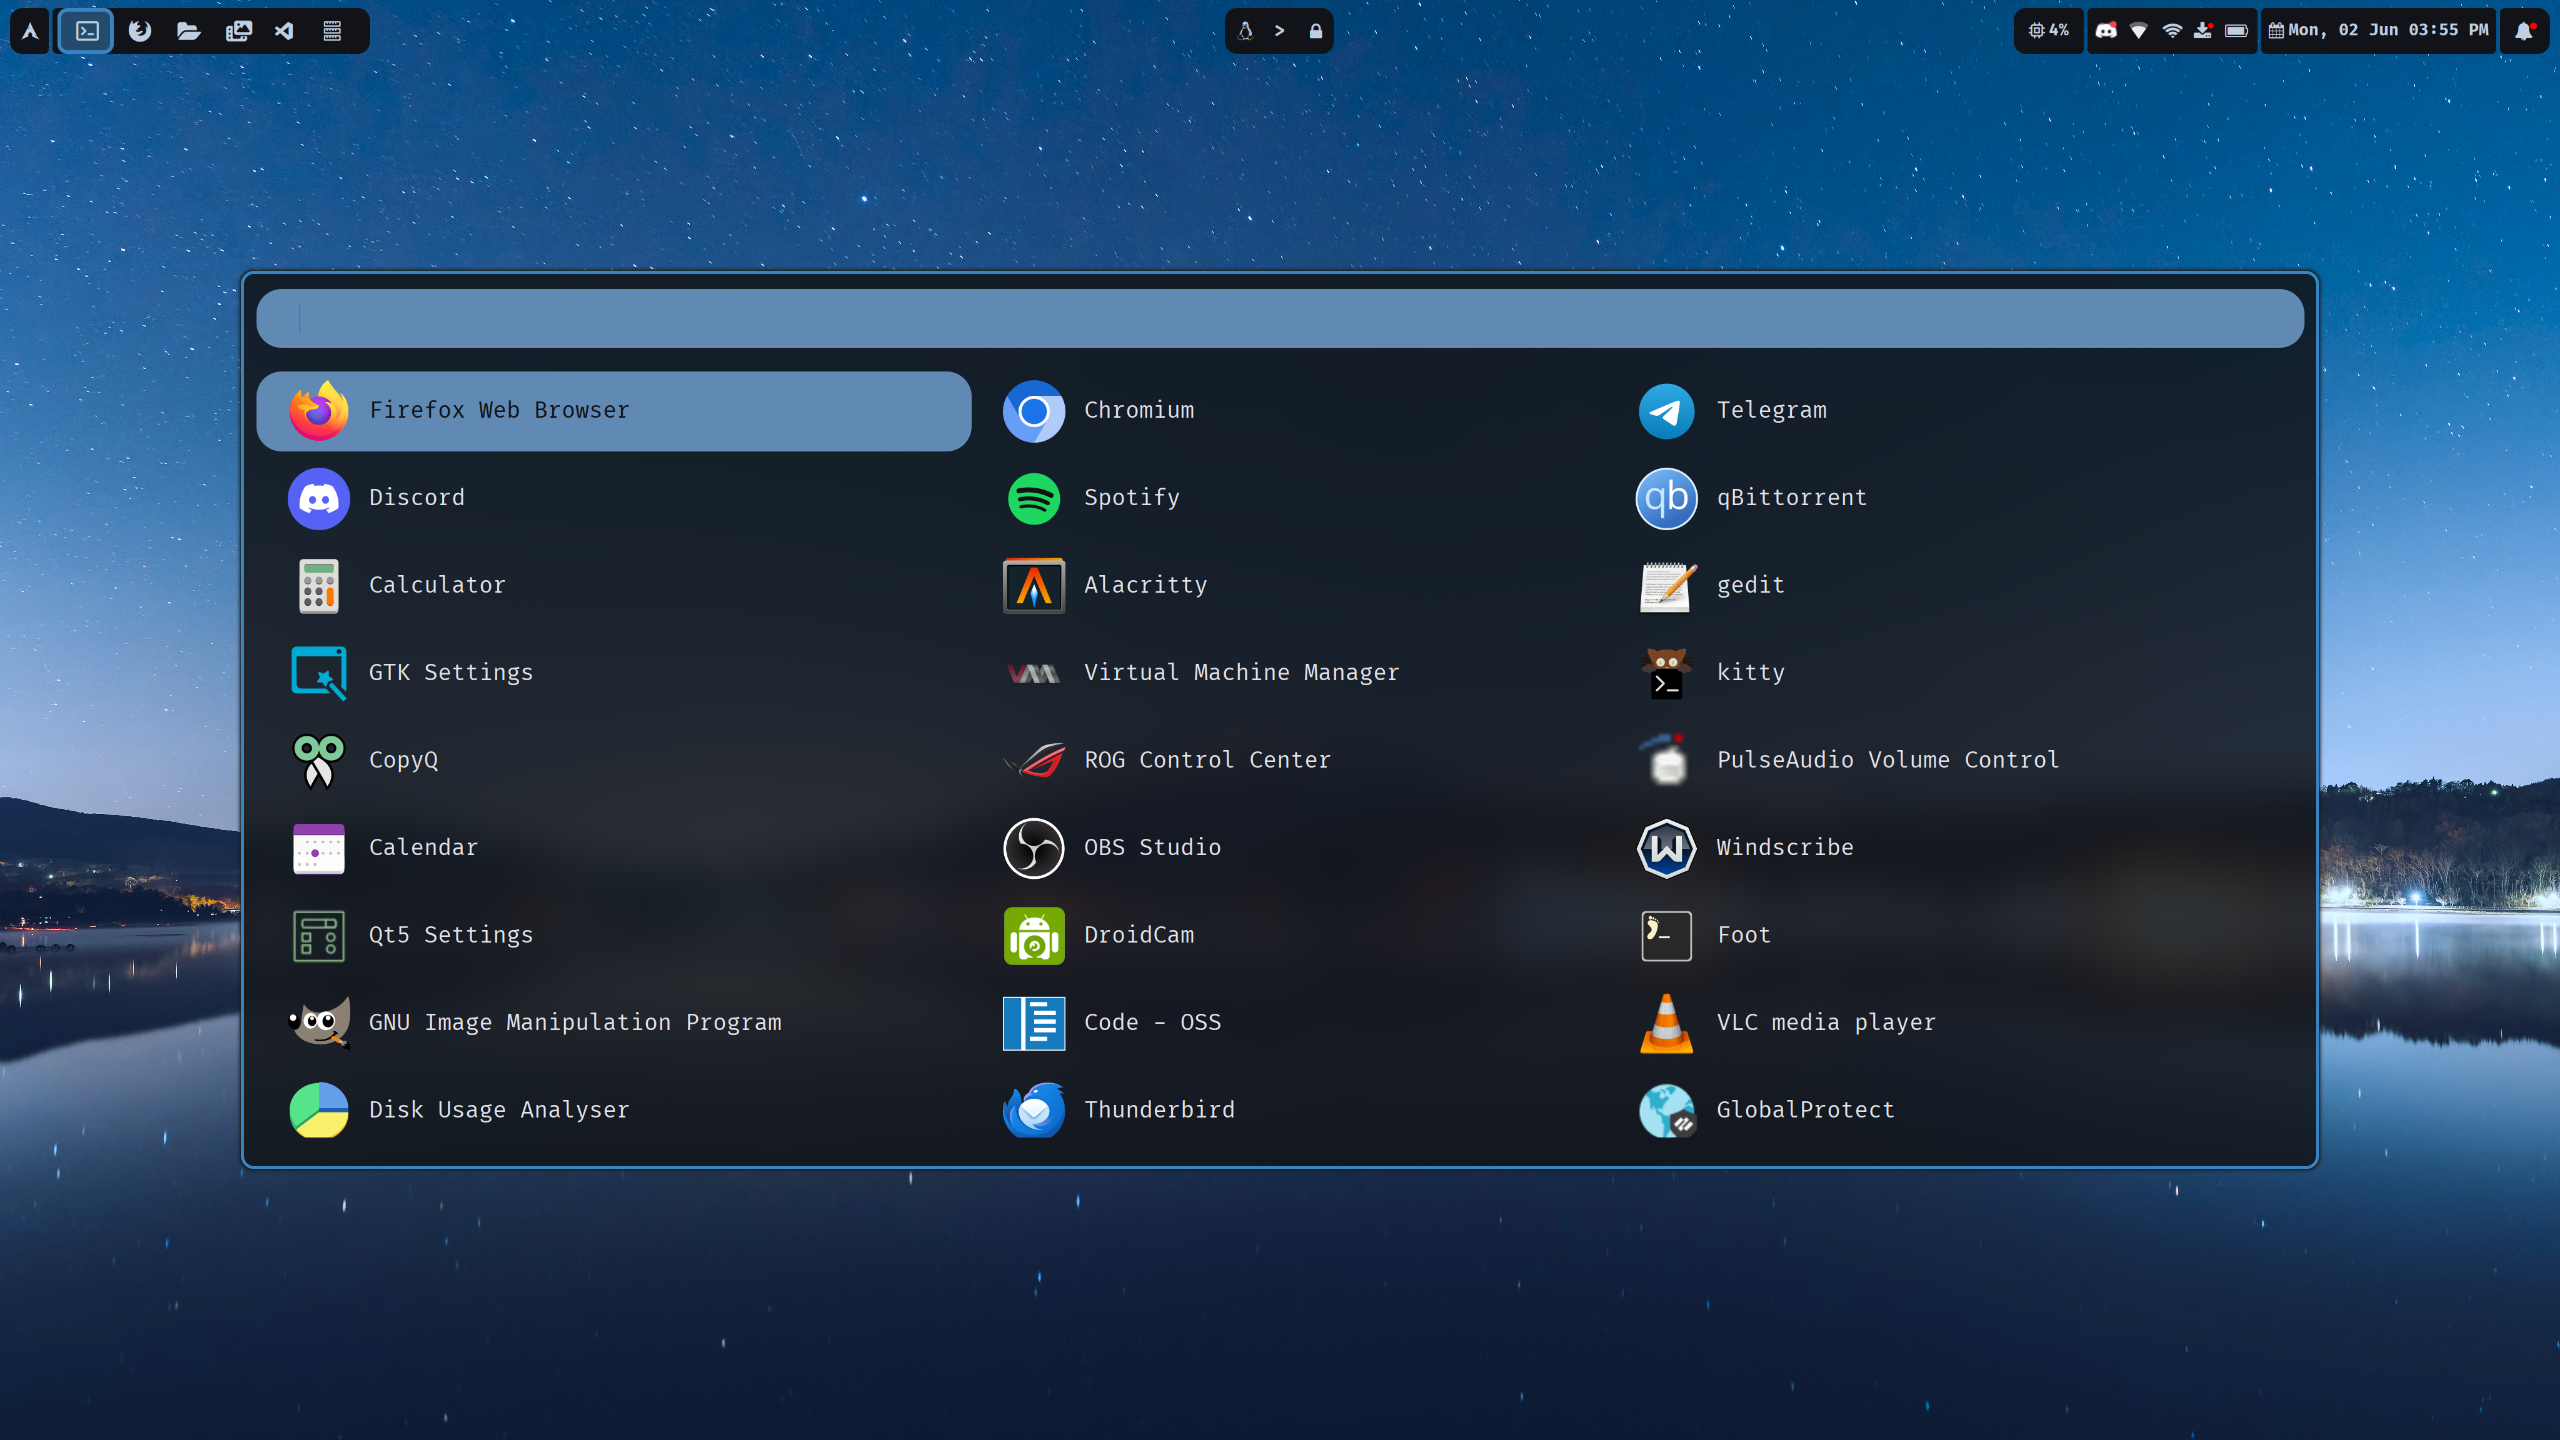 4%
Mon, 02 Jun 03:55 PM
Firefox Web Browser
Chromium
Telegram
Discord
Spotify
qb
qBittorrent
Calculator
Alacritty
gedit
GTK Settings
Virtual Machine Manager
kitty
CopyQ
ROG Control Center
PulseAudio Volume Control
Calendar
OBS Studio
W
Windscribe
Qt5 Settings
DroidCam
Foot
GNU Image Manipulation Program
Code - OSS
VLC media player
Disk Usage Analyser
Thunderbird
GlobalProtect